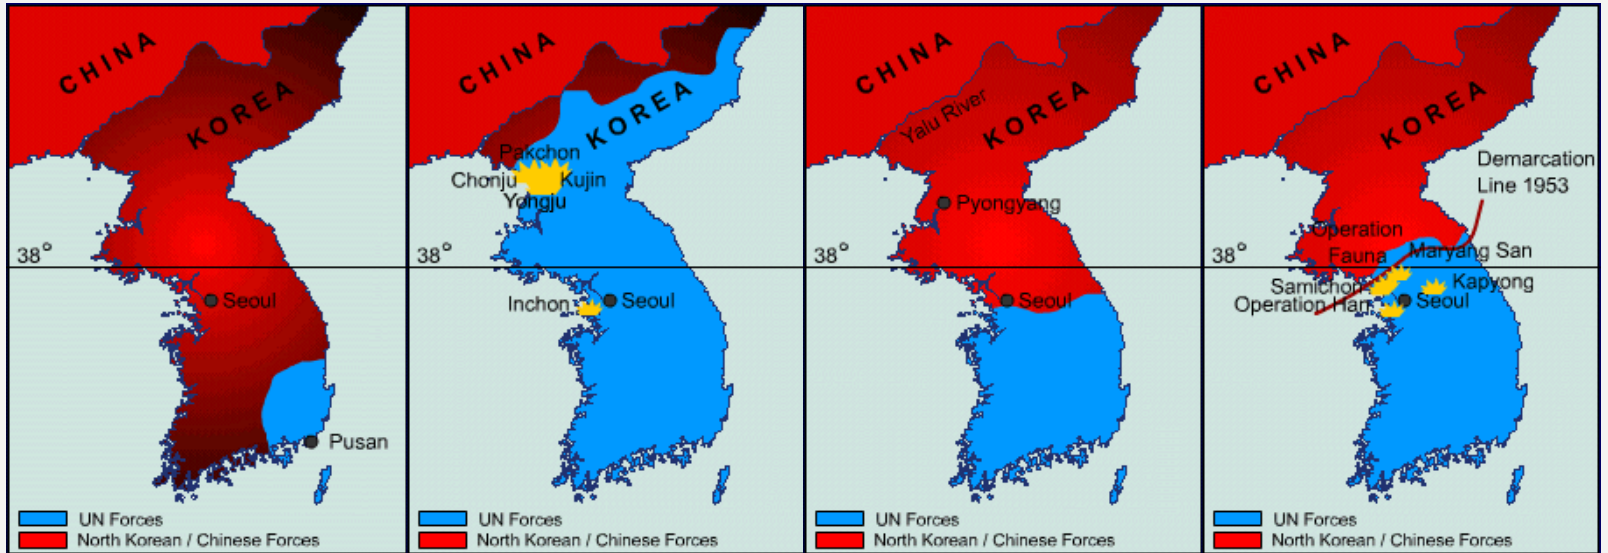 CHINA
KOREA
38°
Seoul
Pusan
UN Forces
North Korean / Chinese Forces
CHINA
KOREA
Pakchon
Chonju
Kujin
Yongju
38°
Inchon
Seoul
UN Forces
North Korean / Chinese Forces
CHINA
KOREA
Yalu River
Pyongyang
38°
Seoul
UN Forces
North Korean / Chinese Forces
CHINA
KOREA
Demarcation
Line 1953
Operation
Fauna
Maryang San
38°
Samichon
Kapyong
Operation Han
Seoul
UN Forces
North Korean / Chinese Forces